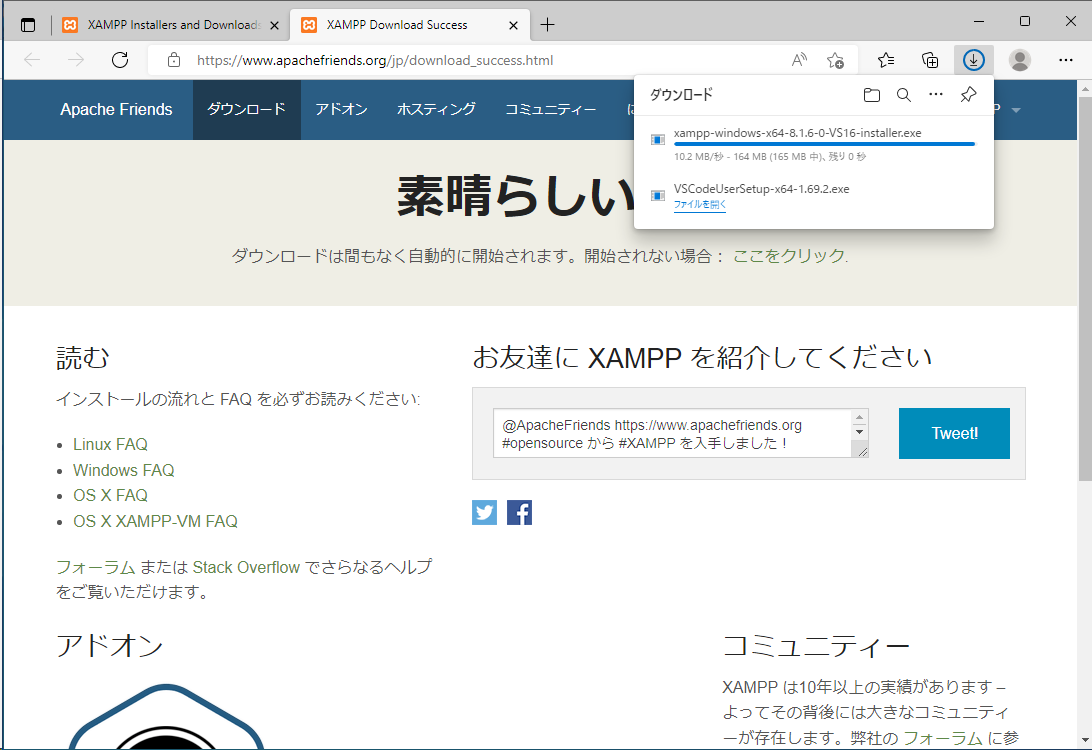 XAMPP Installers and Downloads
XAMPP Download Success
https://www.apachefriends.org/jp/download_success.html
Apache Friends
ダウンロード
アドオン
ホスティング
コミュニティー
P
ダウンロード
xampp-windows-x64-8.1.6-0-VS16-installer.exe
10.2 MB/秒 - 164 MB (165 MB 中)、残り 0 秒
VSCodeUserSetup-x64-1.69.2.exe
ファイルを開く
素晴らしい
ダウンロードは間もなく自動的に開始されます。開始されない場合： ここをクリック.
読む
インストールの流れと FAQ を必ずお読みください:
Linux FAQ
Windows FAQ
OS X FAQ
OS X XAMPP-VM FAQ
フォーラム または Stack Overflow でさらなるヘルプ
をご覧いただけます。
お友達に XAMPP を紹介してください
@ApacheFriends https://www.apachefriends.org
#opensource から #XAMPP を入手しました！
Tweet!
アドオン
コミュニティー
XAMPP は10年以上の実績があります –
よってその背後には大きなコミュニティ
ーが存在します。弊社の フォーラム に参